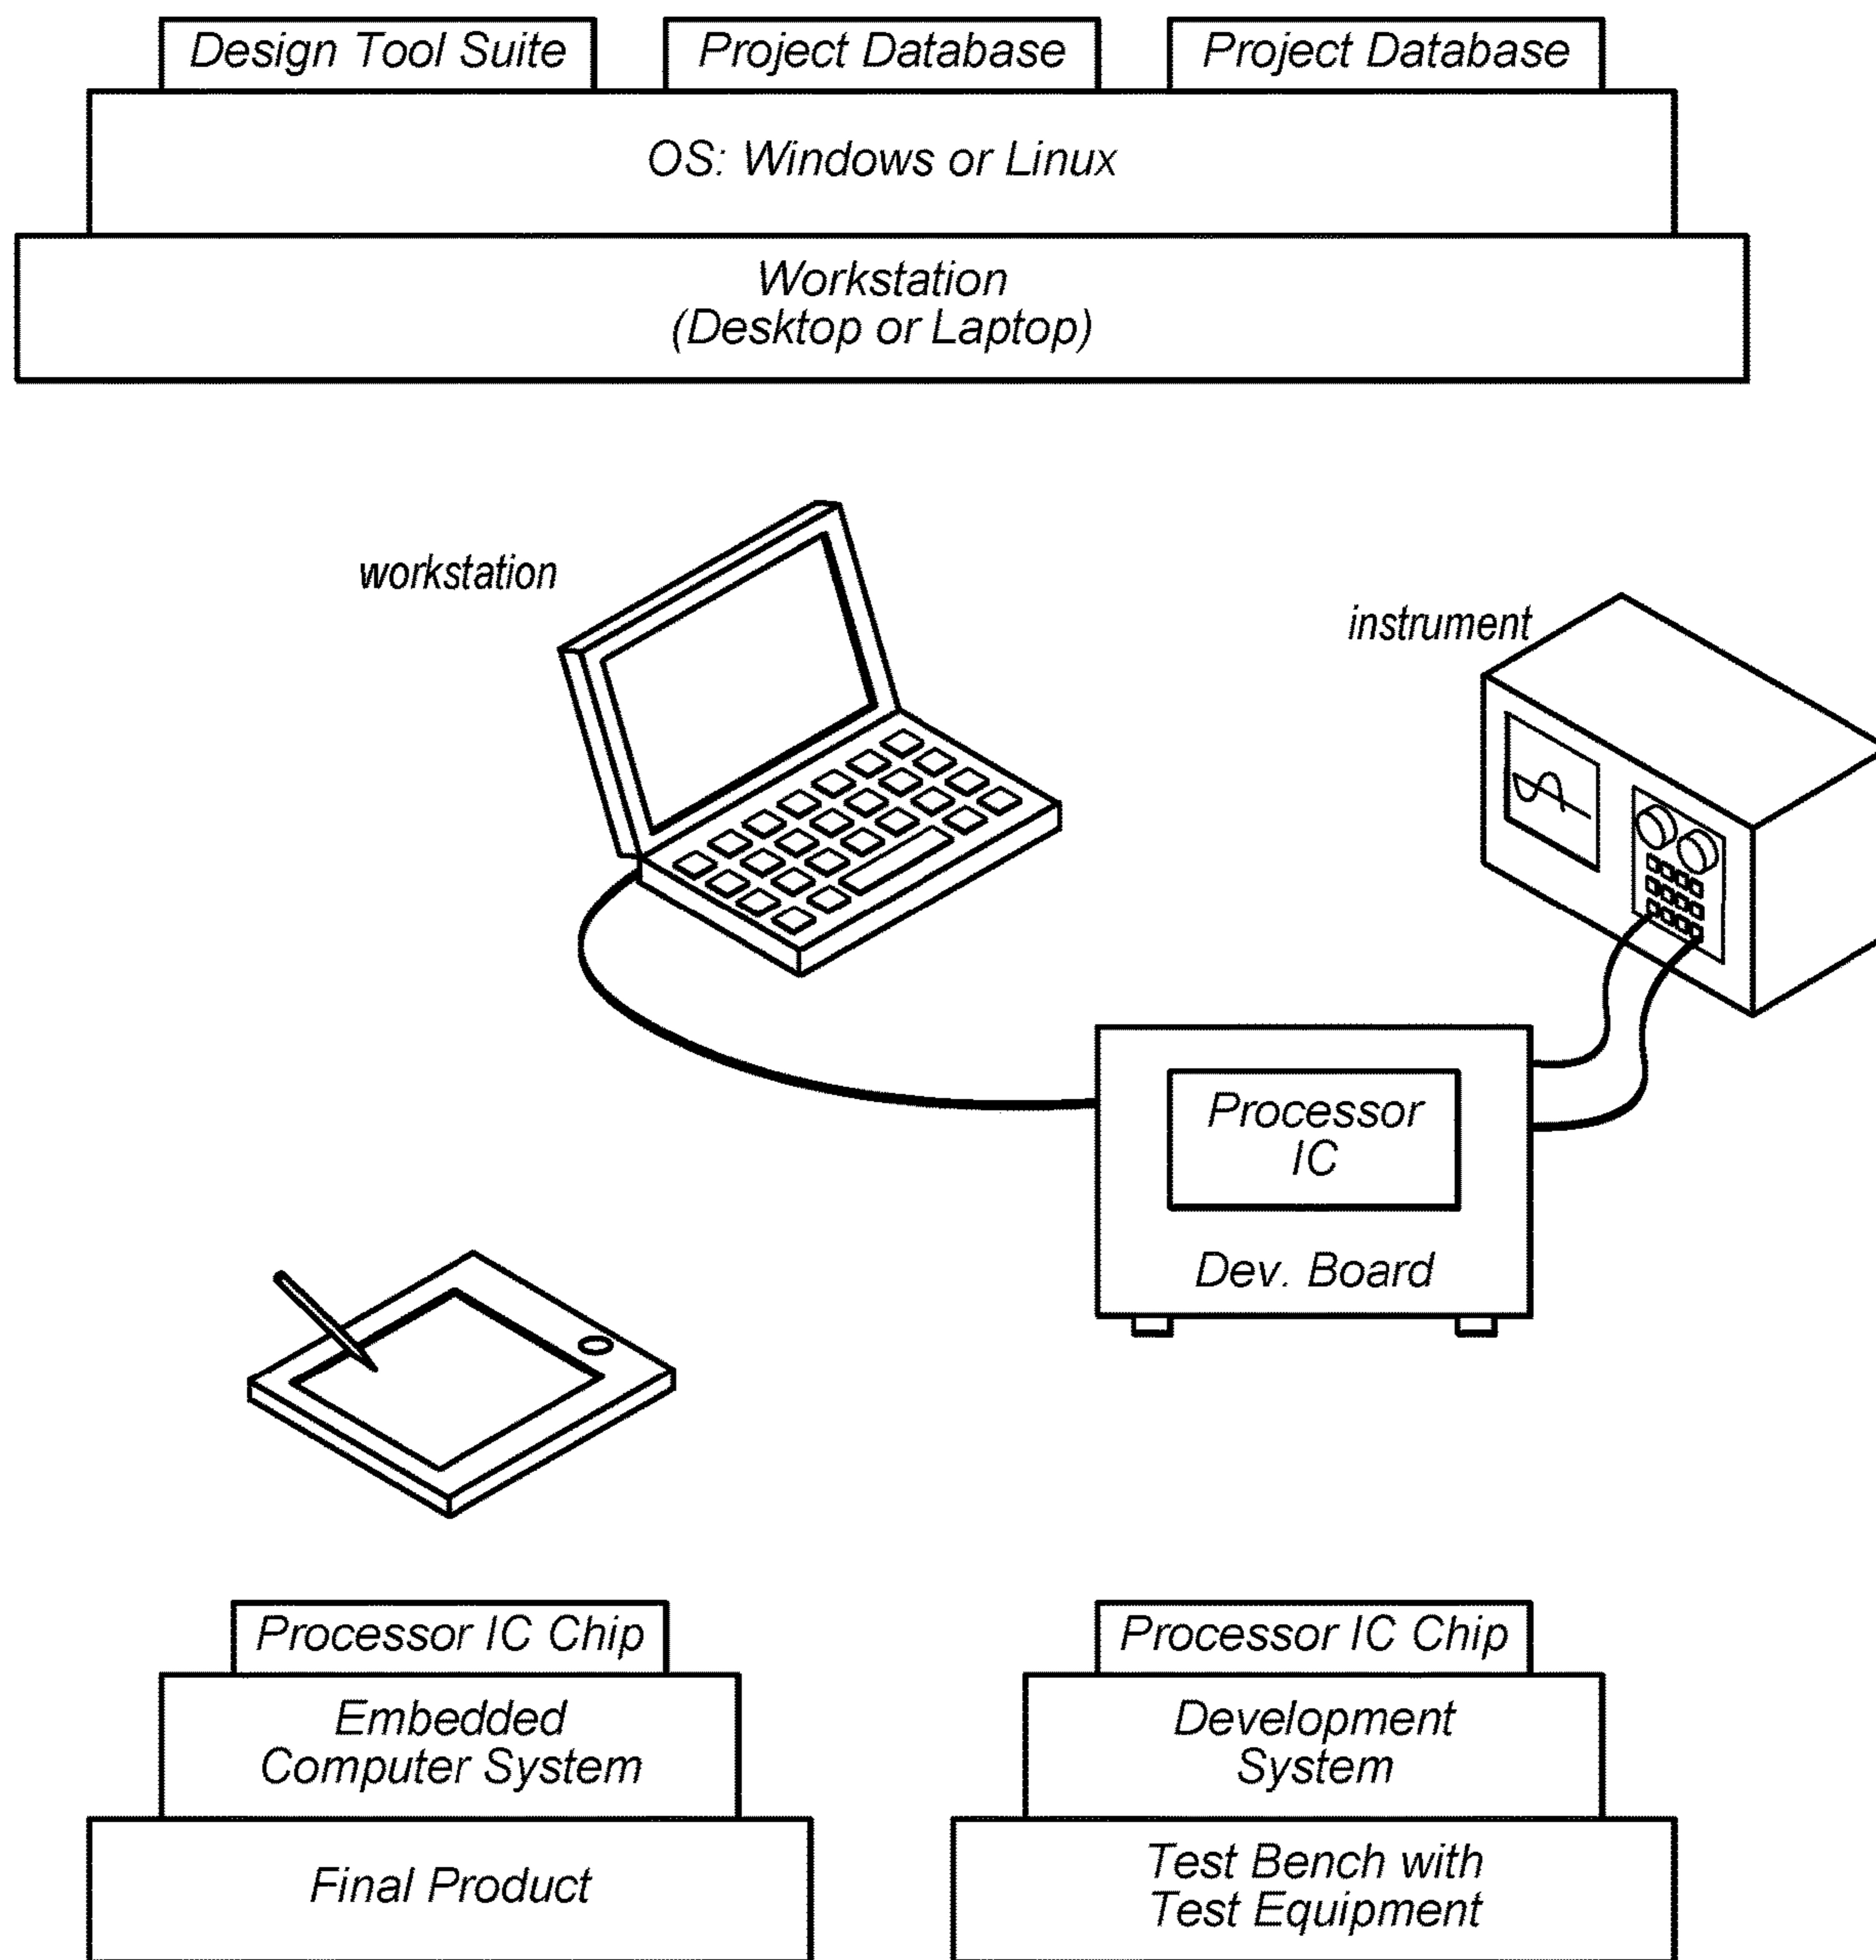 Design Tool Suite
Project Database
Project Database
OS: Windows or Linux
Workstation
(Desktop or Laptop)
workstation
instrument
Processor
IC
Dev. Board
Processor IC Chip
Embedded
Computer System
Final Product
Processor IC Chip
Development
System
Test Bench with
Test Equipment